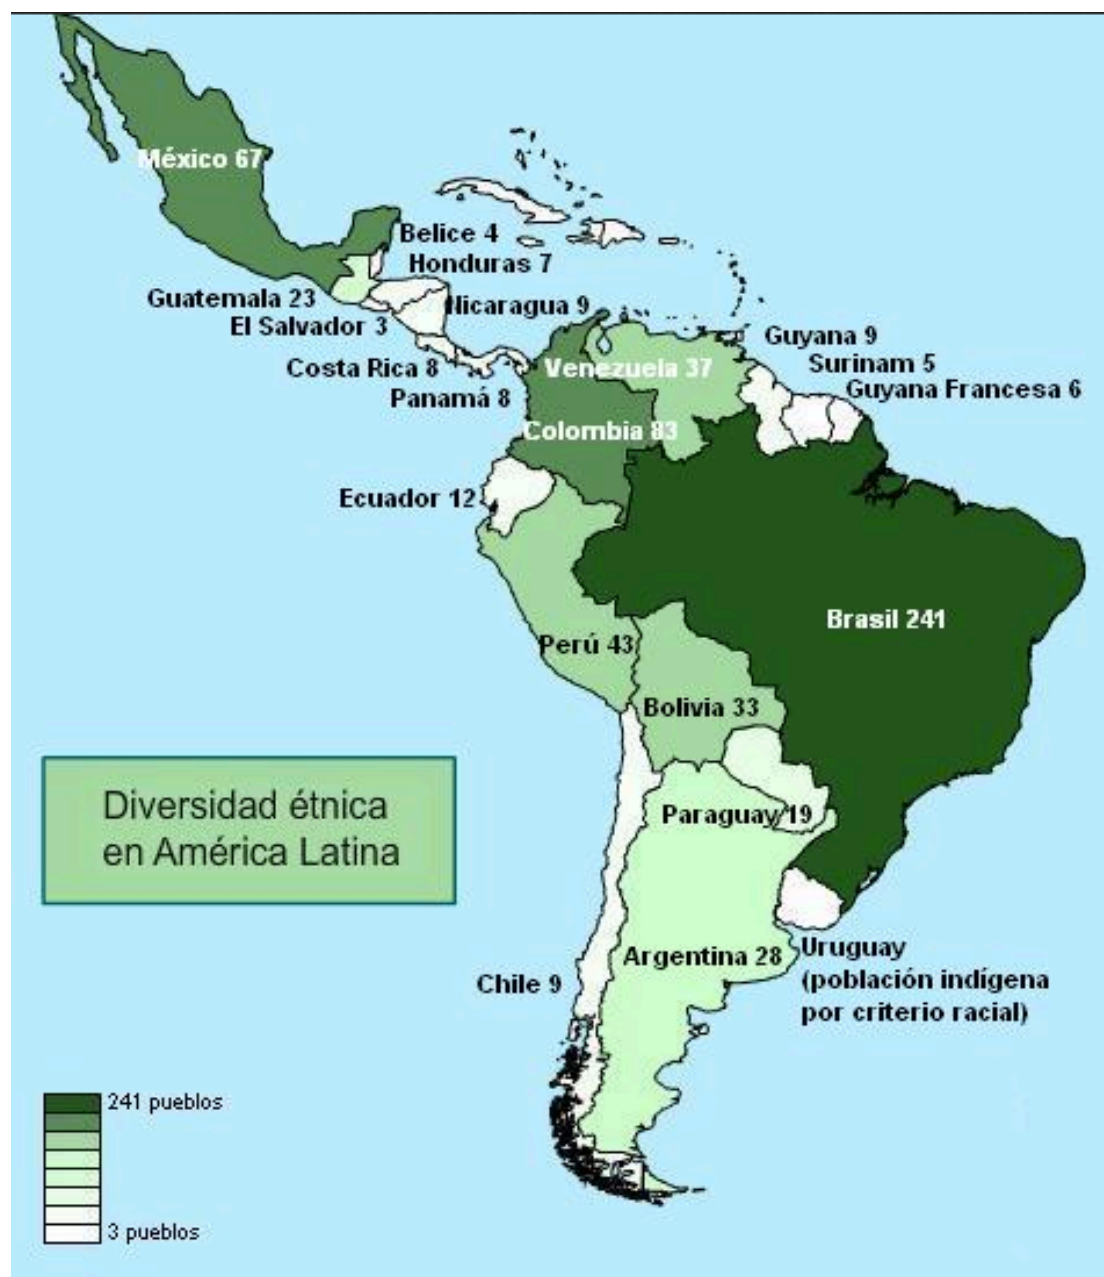 México 67
Belice 4
Honduras 7
Guatemala 23
Nicaragua 9
El Salvador 3
Guyana 9
Costa Rica 8
Venezuela 37
Surinam 5
Guyana Francesa 6
Panamá 8
Colombia 83
Ecuador 12
Brasil 241
Perú 43
Bolivia 33
Diversidad étnica
en América Latina
Paraguay 19
Argentina 28
Uruguay
(población indígena
por criterio racial)
Chile 9
241 pueblos
3 pueblos